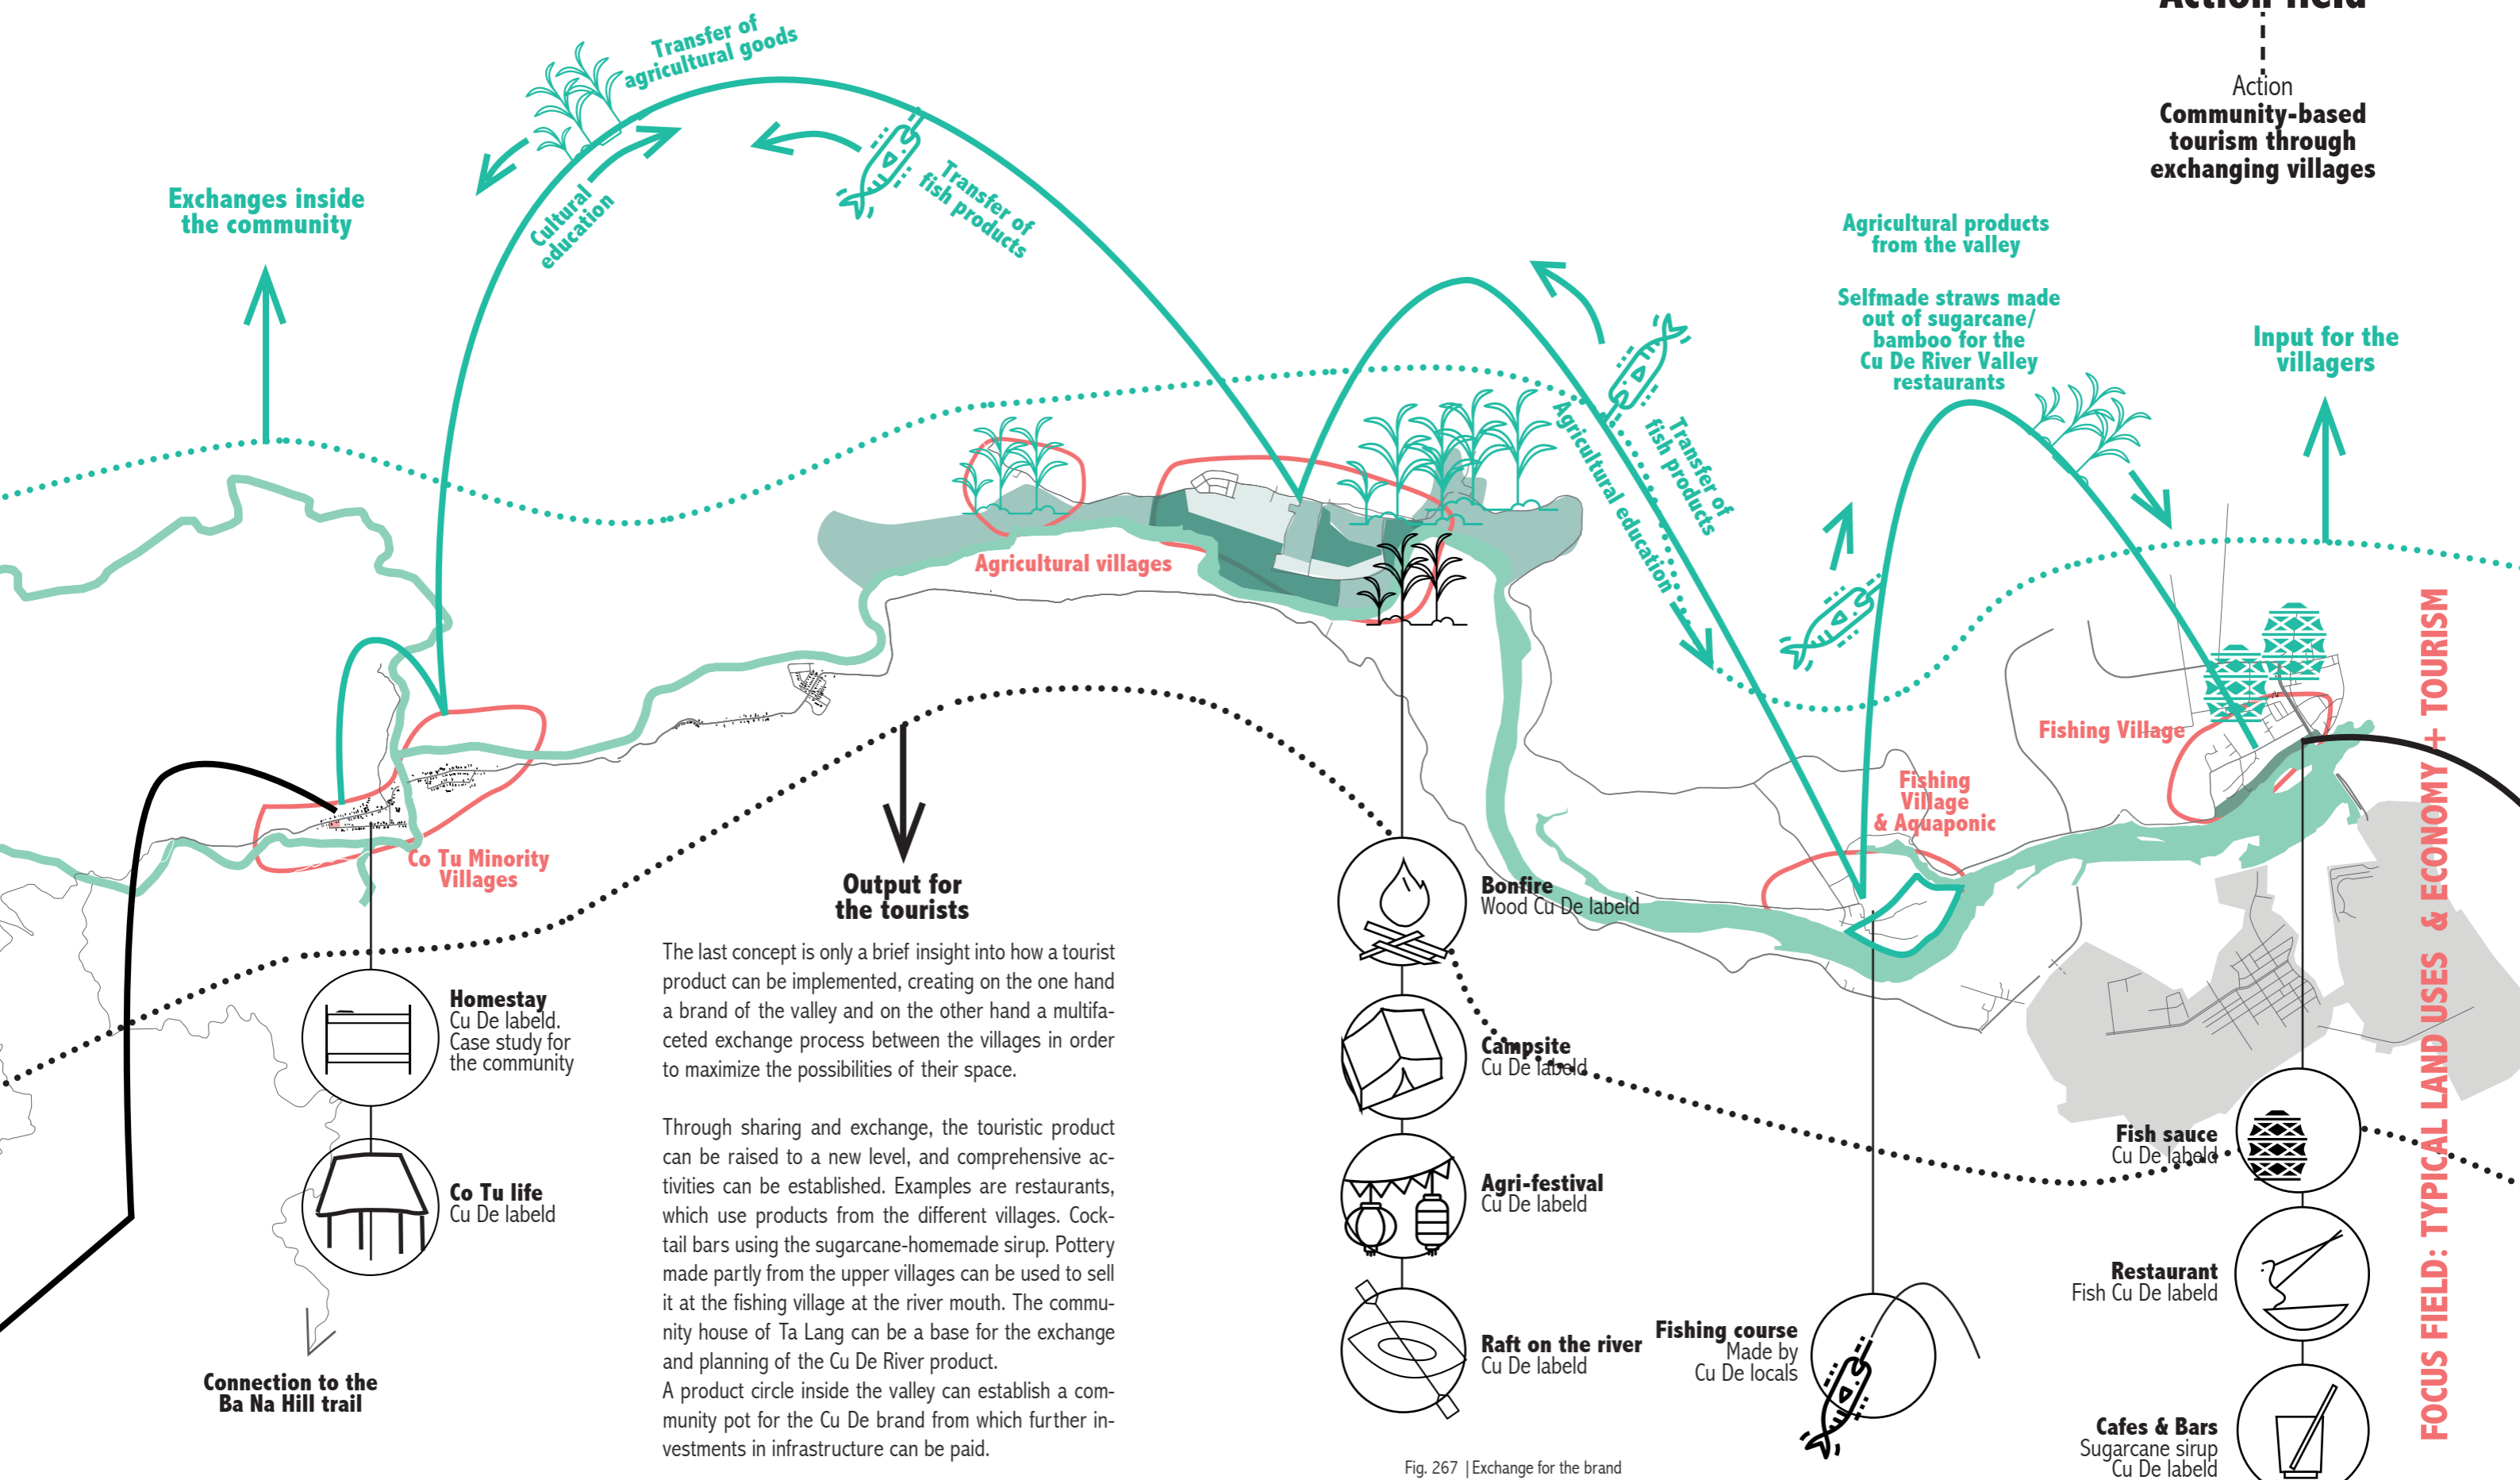 Action field
Action
Community-based
tourism through
exchanging villages
Transfer of
agricultural goods
Cultural
education
Transfer of
fish products
Exchanges inside
the community
Agricultural products
from the valley
Selfmade straws made
out of sugarcane/
bamboo for the
Cu De River Valley
restaurants
Input for the
villagers
Agricultural education
Transfer of
fish products
Agricultural villages
Fishing Village
Fishing
Village
& Aquaponic
Co Tu Minority
Villages
Output for
the tourists
The last concept is only a brief insight into how a tourist
product can be implemented, creating on the one hand
a brand of the valley and on the other hand a multifa-
ceted exchange process between the villages in order
to maximize the possibilities of their space.
Through sharing and exchange, the touristic product
can be raised to a new level, and comprehensive ac-
tivities can be established. Examples are restaurants,
which use products from the different villages. Cock-
tail bars using the sugarcane-homemade sirup. Pottery
made partly from the upper villages can be used to sell
it at the fishing village at the river mouth. The commu-
nity house of Ta Lang can be a base for the exchange
and planning of the Cu De River product.
A product circle inside the valley can establish a com-
munity pot for the Cu De brand from which further in-
vestments in infrastructure can be paid.
Homestay
Cu De labeld.
Case study for
the community
Co Tu life
Cu De labeld
Connection to the
Ba Na Hill trail
Bonfire
Wood Cu De labeld
Campsite
Cu De labeld
Agri-festival
Cu De labeld
Raft on the river
Cu De labeld
Fishing course
Made by
Cu De locals
Fish sauce
Cu De labeld
Restaurant
Fish Cu De labeld
Cafes & Bars
Sugarcane sirup
Cu De labeld
Fig. 267 | Exchange for the brand
FOCUS FIELD: TYPICAL LAND USES & ECONOMY + TOURISM